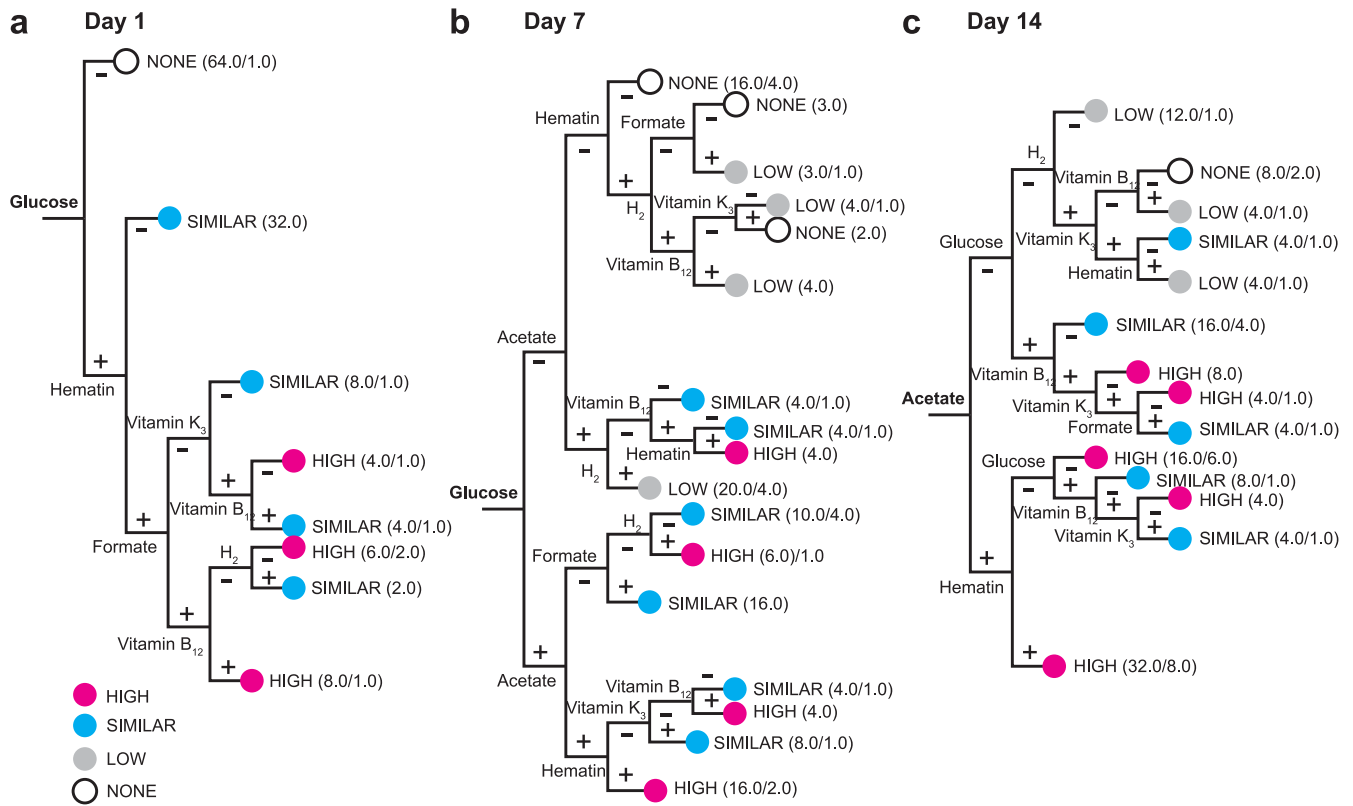 a Day 1
NONE (64.0/1.0)
−
Glucose
SIMILAR (32.0)
−
+
Hematin
SIMILAR (8.0/1.0)
−
Vitamin K3
−
HIGH (4.0/1.0)
−
+
Vitamin B12
+
SIMILAR (4.0/1.0)
+
Formate
HIGH (6.0/2.0)
H2
−
−
+
SIMILAR (2.0)
+
Vitamin B12
+
HIGH (8.0/1.0)
HIGH
SIMILAR
LOW
NONE
b Day 7
NONE (16.0/4.0)
−
Hematin
−
NONE (3.0)
Formate
−
−
+
LOW (3.0/1.0)
+
H2
Vitamin K3
−
LOW (4.0/1.0)
+
−
NONE (2.0)
+
Vitamin B12
+
LOW (4.0)
Acetate
−
−
SIMILAR (4.0/1.0)
Vitamin B12
−
+
−
SIMILAR (4.0/1.0)
+
Hematin
+
HIGH (4.0)
H2
+
LOW (20.0/4.0)
Glucose
SIMILAR (10.0/4.0)
H2
−
Formate
−
+
HIGH (6.0)/1.0
−
+
SIMILAR (16.0)
+
Acetate
−
Vitamin B12
SIMILAR (4.0/1.0)
+
HIGH (4.0)
Vitamin K3
−
−
+
SIMILAR (8.0/1.0)
+
Hematin
+
HIGH (16.0/2.0)
c Day 14
LOW (12.0/1.0)
−
H2
−
Vitamin B12
NONE (8.0/2.0)
−
−
+
LOW (4.0/1.0)
+
Vitamin K3
+
−
SIMILAR (4.0/1.0)
Hematin
+
LOW (4.0/1.0)
Glucose
−
SIMILAR (16.0/4.0)
−
+
Vitamin B12
+
−
HIGH (8.0)
Vitamin K3
+
−
HIGH (4.0/1.0)
Formate
+
SIMILAR (4.0/1.0)
Acetate
Glucose
−
−
HIGH (16.0/6.0)
+
−
SIMILAR (8.0/1.0)
Vitamin B12
+
−
HIGH (4.0)
Vitamin K3
+
SIMILAR (4.0/1.0)
+
Hematin
+
HIGH (32.0/8.0)